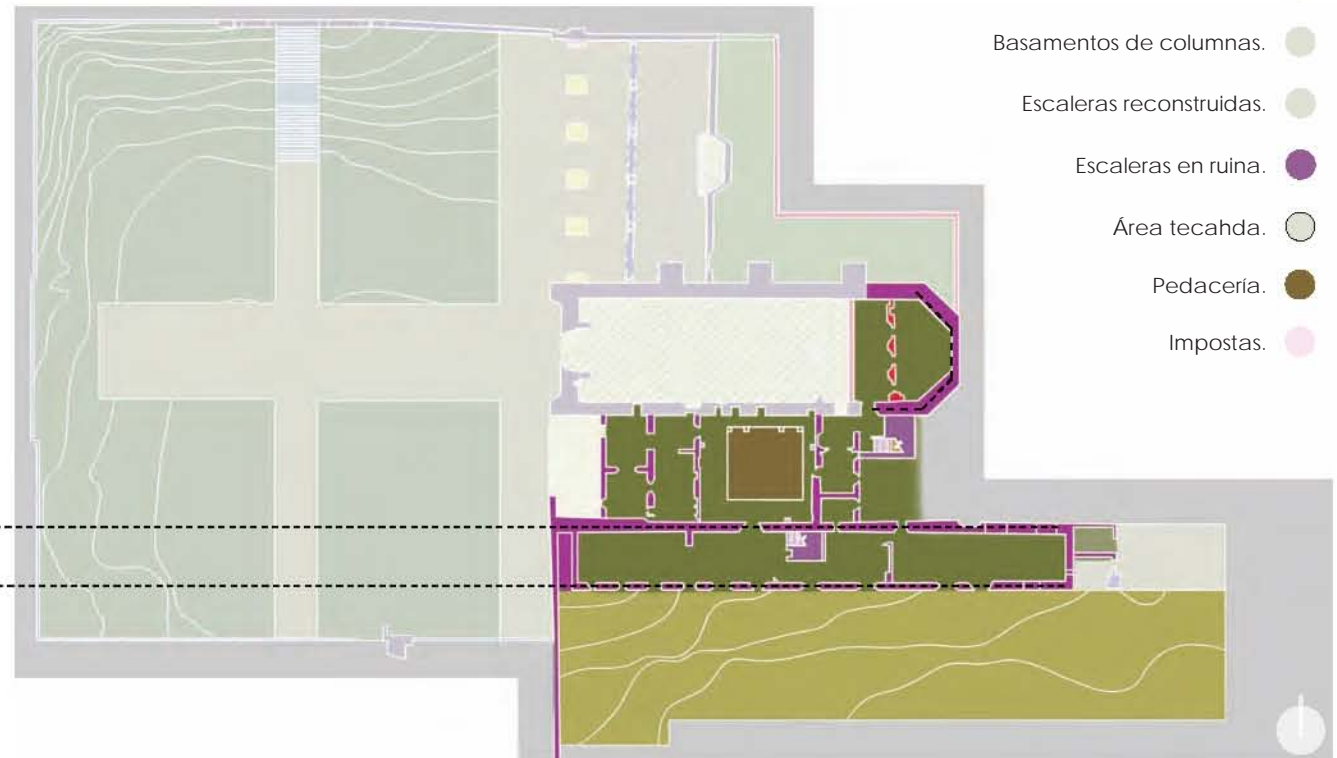 Basamentos de columnas.
Escaleras reconstruidas.
Escaleras en ruina.
Área tecahda.
Pedacería.
Impostas.